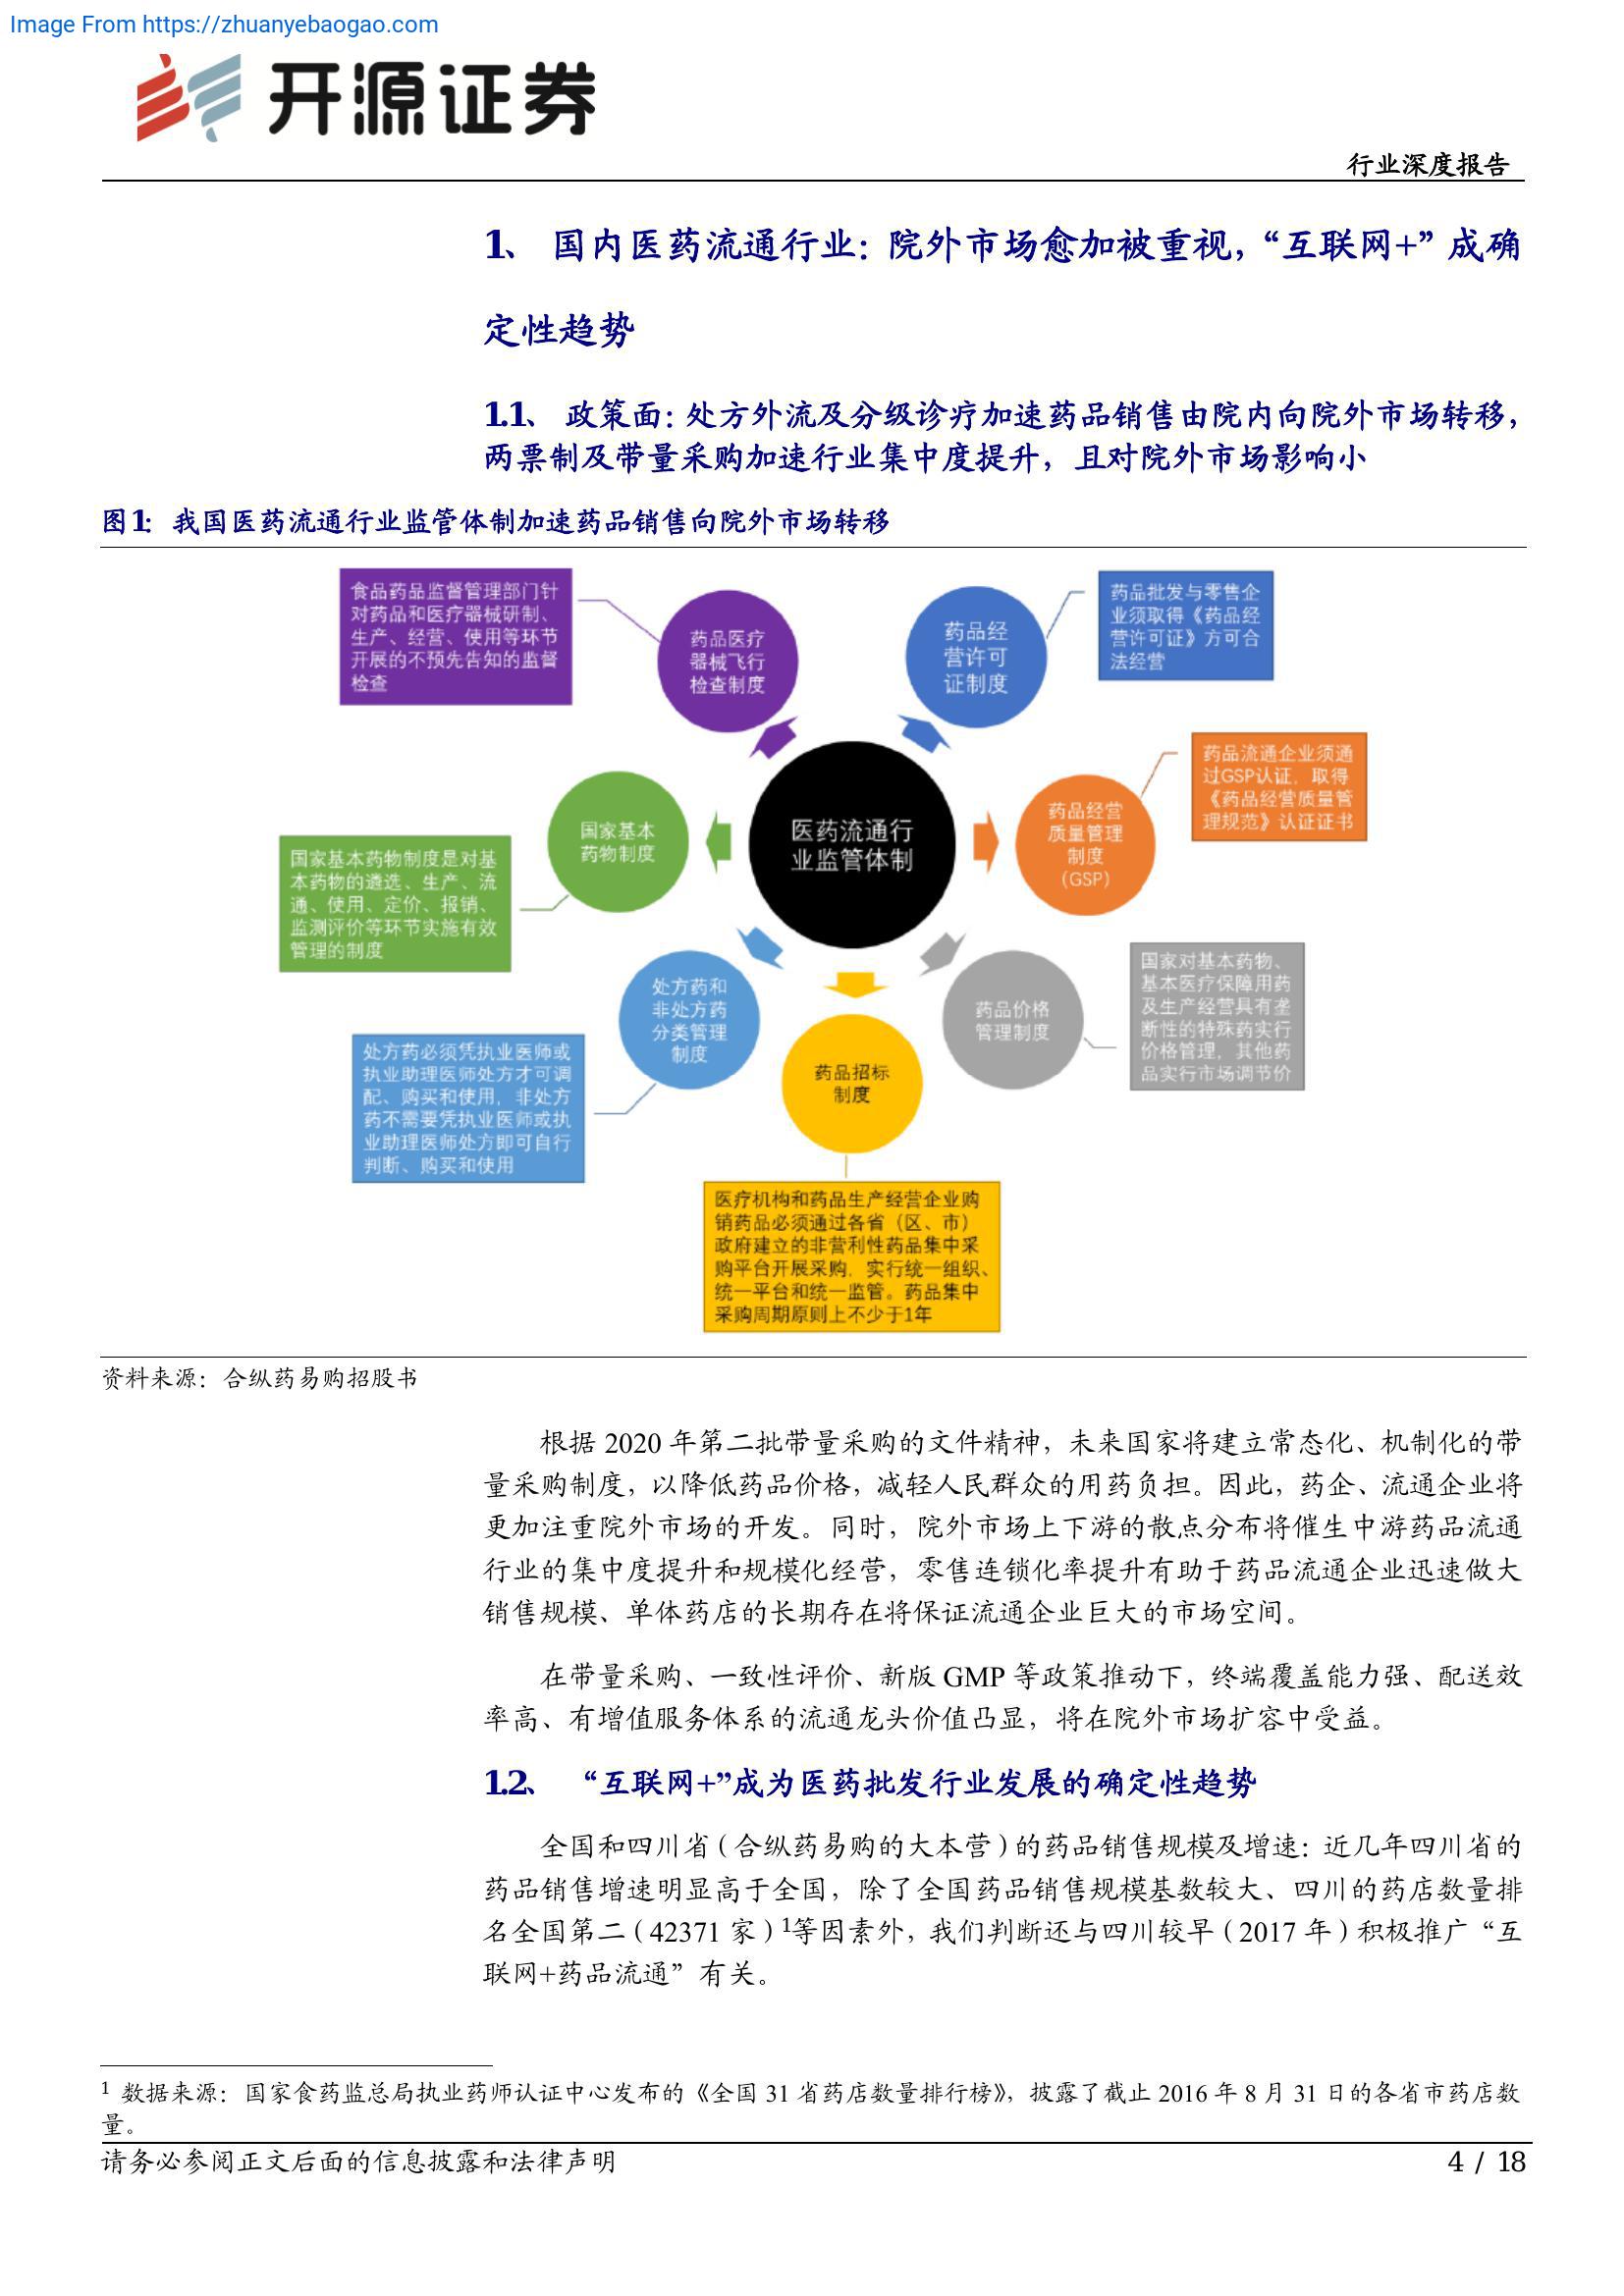 Image From https://zhuanyebaogao.com
开源证券
行业深度报告
1、 国内医药流通行业：院外市场愈加被重视，“互联网+”成确
定性趋势
1.1、 政策面：处方外流及分级诊疗加速药品销售由院内向院外市场转移，
两票制及带量采购加速行业集中度提升，且对院外市场影响小
图1：我国医药流通行业监管体制加速药品销售向院外市场转移
食品药品监督管理部门针
对药品和医疗器械研制、
生产、经营、使用等环节
开展的不预先告知的监督
检查
药品医疗
器械飞行
检查制度
药品经
营许可
证制度
药品批发与零售企
业须取得《药品经
营许可证》方可合
法经营
药品流通企业须通
过GSP认证，取得
《药品经营质量管
理规范》认证证书
药品经营
质量管理
制度
（GSP）
医药流通行
业监管体制
国家基本
药物制度
国家基本药物制度是对基
本药物的遴选、生产、流
通、使用、定价、报销、
监测评价等环节实施有效
管理的制度
处方药和
非处方药
分类管理
制度
处方药必须凭执业医师或
执业助理医师处方才可调
配、购买和使用，非处方
药不需要凭执业医师或执
业助理医师处方即可自行
判断、购买和使用
药品招标
制度
医疗机构和药品生产经营企业购
销药品必须通过各省（区、市）
政府建立的非营利性药品集中采
购平台开展采购，实行统一组织、
统一平台和统一监管。药品集中
采购周期原则上不少于1年
药品价格
管理制度
国家对基本药物、
基本医疗保障用药
及生产经营具有垄
断性的特殊药实行
价格管理，其他药
品实行市场调节价
资料来源：合纵药易购招股书
根据 2020 年第二批带量采购的文件精神，未来国家将建立常态化、机制化的带
量采购制度，以降低药品价格，减轻人民群众的用药负担。因此，药企、流通企业将
更加注重院外市场的开发。同时，院外市场上下游的散点分布将催生中游药品流通
行业的集中度提升和规模化经营，零售连锁化率提升有助于药品流通企业迅速做大
销售规模、单体药店的长期存在将保证流通企业巨大的市场空间。
在带量采购、一致性评价、新版 GMP 等政策推动下，终端覆盖能力强、配送效
率高、有增值服务体系的流通龙头价值凸显，将在院外市场扩容中受益。
1.2、 “互联网+”成为医药批发行业发展的确定性趋势
全国和四川省（合纵药易购的大本营）的药品销售规模及增速：近几年四川省的
药品销售增速明显高于全国，除了全国药品销售规模基数较大、四川的药店数量排
名全国第二（42371 家）1等因素外，我们判断还与四川较早（2017 年）积极推广“互
联网+药品流通”有关。
1 数据来源：国家食药监总局执业药师认证中心发布的《全国 31 省药店数量排行榜》，披露了截止 2016 年 8 月 31 日的各省市药店数
量。
请务必参阅正文后面的信息披露和法律声明
4 / 18